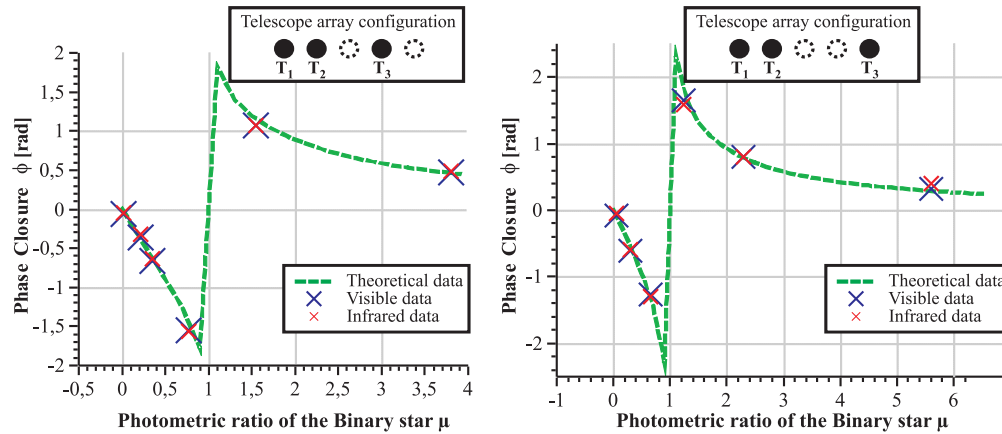 Telescope array configuration
T1 T2 T3
2
1,5
1
0,5
0
-0,5
-1
-1,5
-2
Phase Closure ϕ [rad]
Theoretical data
Visible data
Infrared data
-0,5 0 0,5 1 1,5 2 2,5 3 3,5 4
Photometric ratio of the Binary star μ
Telescope array configuration
T1 T2 T3
2
1
0
-1
-2
Phase Closure ϕ [rad]
Theoretical data
Visible data
Infrared data
-1 0 1 2 3 4 5 6
Photometric ratio of the Binary star μ